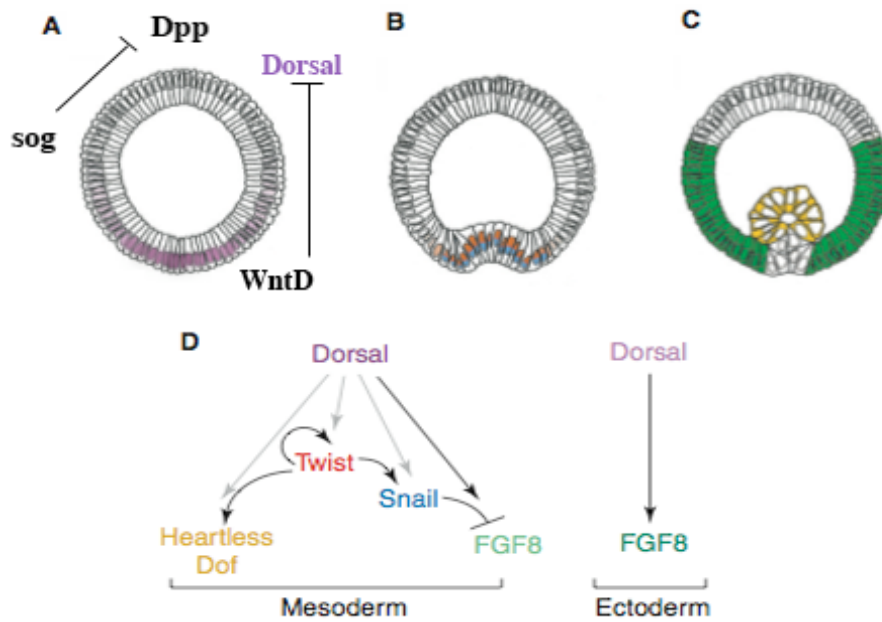 A
Dpp
B
C
Dorsal
sog
WntD
D
Dorsal
Dorsal
Twist
Snail
Heartless
Dof
FGF8
FGF8
Mesoderm
Ectoderm